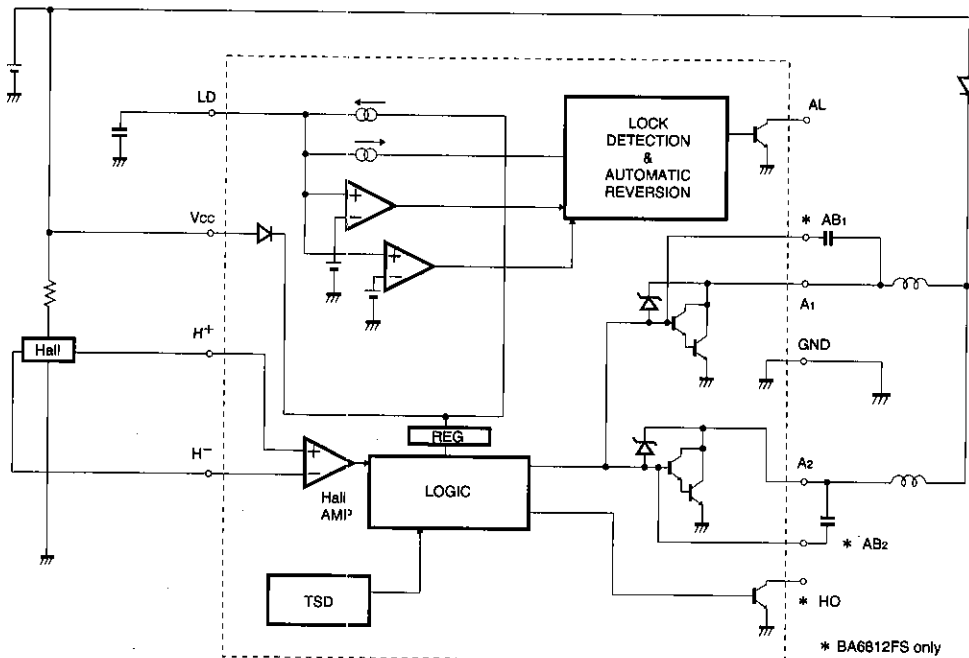 LD
AL
LOCK
DETECTION
&
AUTOMATIC
REVERSION
VCC
* AB1
A1
+
−
+
−
Hall
H+
GND
REG
H−
+
−
Hall
AMP
LOGIC
A2
* AB2
TSD
* HO
* BA6812FS only